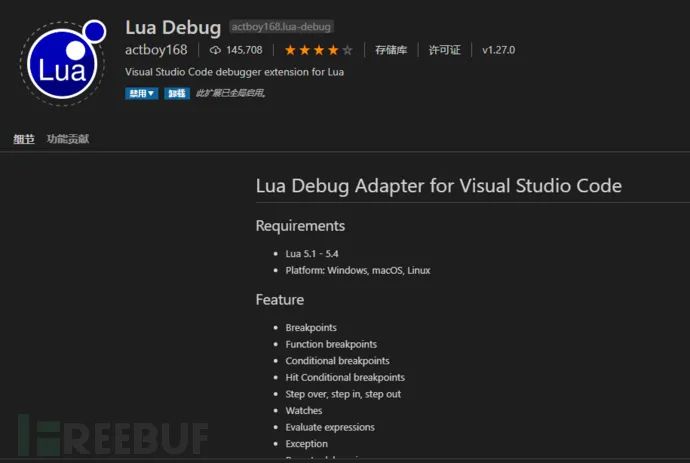 Lua
Lua Debug actboy168.lua-debug
actboy168 145,708 存储库 许可证 v1.27.0
Visual Studio Code debugger extension for Lua
禁用 卸载 此扩展已全局启用。
细节 功能贡献
Lua Debug Adapter for Visual Studio Code
Requirements
Lua 5.1 - 5.4
Platform: Windows, macOS, Linux
Feature
Breakpoints
Function breakpoints
Conditional breakpoints
Hit Conditional breakpoints
Step over, step in, step out
Watches
Evaluate expressions
Exception
FREEBUF